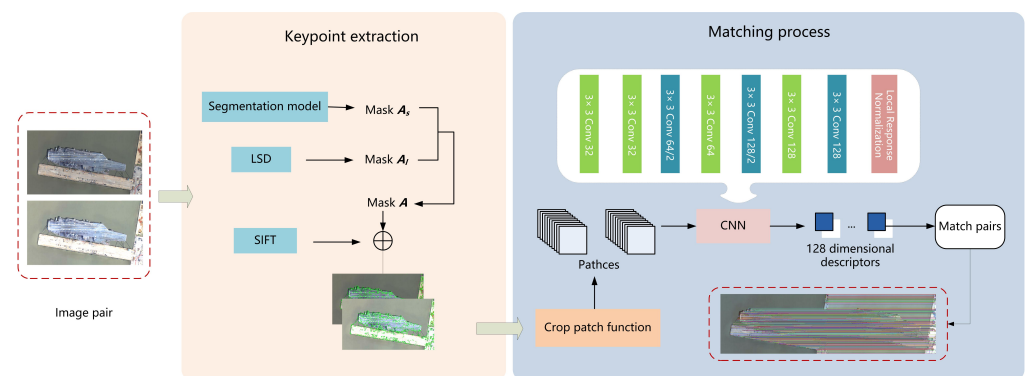 Keypoint extraction
Matching process
Segmentation model
Mask As
LSD
Mask Al
Mask A
SIFT
Image pair
3×3 Conv 32
3×3 Conv 32
3×3 Conv 64/2
3×3 Conv 64
3×3 Conv 128/2
3×3 Conv 128
3×3 Conv 128
Local Response
Normalization
CNN
...
Match pairs
128 dimensional
descriptors
Pathces
Crop patch function